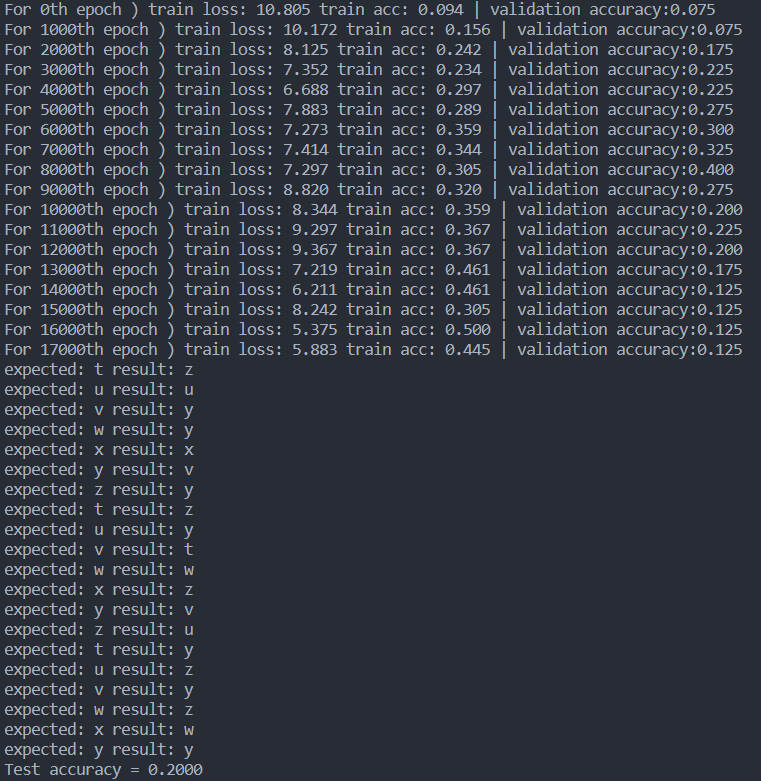 For 0th epoch ) train loss: 10.805 train acc: 0.094 | validation accuracy:0.075
For 1000th epoch ) train loss: 10.172 train acc: 0.156 | validation accuracy:0.075
For 2000th epoch ) train loss: 8.125 train acc: 0.242 | validation accuracy:0.175
For 3000th epoch ) train loss: 7.352 train acc: 0.234 | validation accuracy:0.225
For 4000th epoch ) train loss: 6.688 train acc: 0.297 | validation accuracy:0.225
For 5000th epoch ) train loss: 7.883 train acc: 0.289 | validation accuracy:0.275
For 6000th epoch ) train loss: 7.273 train acc: 0.359 | validation accuracy:0.300
For 7000th epoch ) train loss: 7.414 train acc: 0.344 | validation accuracy:0.325
For 8000th epoch ) train loss: 7.297 train acc: 0.305 | validation accuracy:0.400
For 9000th epoch ) train loss: 8.820 train acc: 0.320 | validation accuracy:0.275
For 10000th epoch ) train loss: 8.344 train acc: 0.359 | validation accuracy:0.200
For 11000th epoch ) train loss: 9.297 train acc: 0.367 | validation accuracy:0.225
For 12000th epoch ) train loss: 9.367 train acc: 0.367 | validation accuracy:0.200
For 13000th epoch ) train loss: 7.219 train acc: 0.461 | validation accuracy:0.175
For 14000th epoch ) train loss: 6.211 train acc: 0.461 | validation accuracy:0.125
For 15000th epoch ) train loss: 8.242 train acc: 0.305 | validation accuracy:0.125
For 16000th epoch ) train loss: 5.375 train acc: 0.500 | validation accuracy:0.125
For 17000th epoch ) train loss: 5.883 train acc: 0.445 | validation accuracy:0.125
expected: t result: z
expected: u result: u
expected: v result: y
expected: w result: y
expected: x result: x
expected: y result: v
expected: z result: y
expected: t result: z
expected: u result: y
expected: v result: t
expected: w result: w
expected: x result: z
expected: y result: v
expected: z result: u
expected: t result: y
expected: u result: z
expected: v result: y
expected: w result: z
expected: x result: w
expected: y result: y
Test accuracy = 0.2000